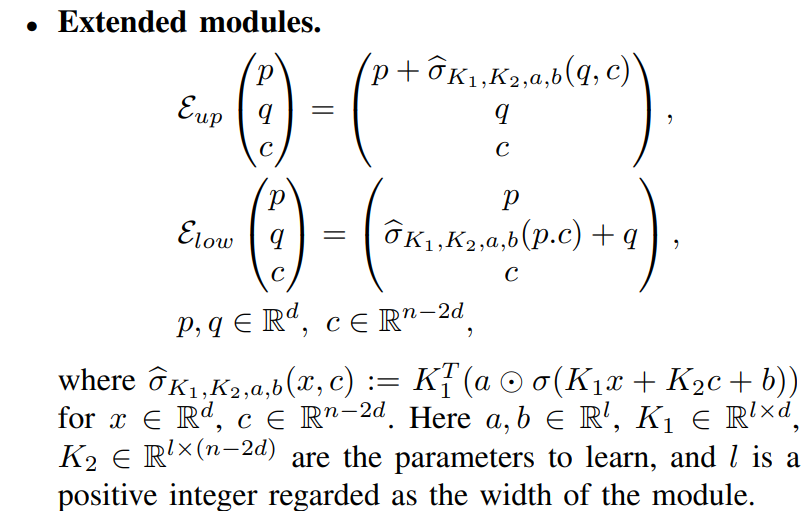 • Extended modules.
$\mathcal{E}_{up} \begin{pmatrix} p \\ q \\ c \end{pmatrix} = \begin{pmatrix} p + \widehat{\sigma}_{K_1,K_2,a,b}(q, c) \\ q \\ c \end{pmatrix},$
$\mathcal{E}_{low} \begin{pmatrix} p \\ q \\ c \end{pmatrix} = \begin{pmatrix} p \\ \widehat{\sigma}_{K_1,K_2,a,b}(p.c) + q \\ c \end{pmatrix},$
$p, q \in \mathbb{R}^d, \ c \in \mathbb{R}^{n-2d},$
where $\widehat{\sigma}_{K_1,K_2,a,b}(x, c) := K_1^T(a \odot \sigma(K_1 x + K_2 c + b))$
for $x \in \mathbb{R}^d$, $c \in \mathbb{R}^{n-2d}$. Here $a, b \in \mathbb{R}^l$, $K_1 \in \mathbb{R}^{l \times d}$,
$K_2 \in \mathbb{R}^{l \times (n-2d)}$ are the parameters to learn, and $l$ is a
positive integer regarded as the width of the module.